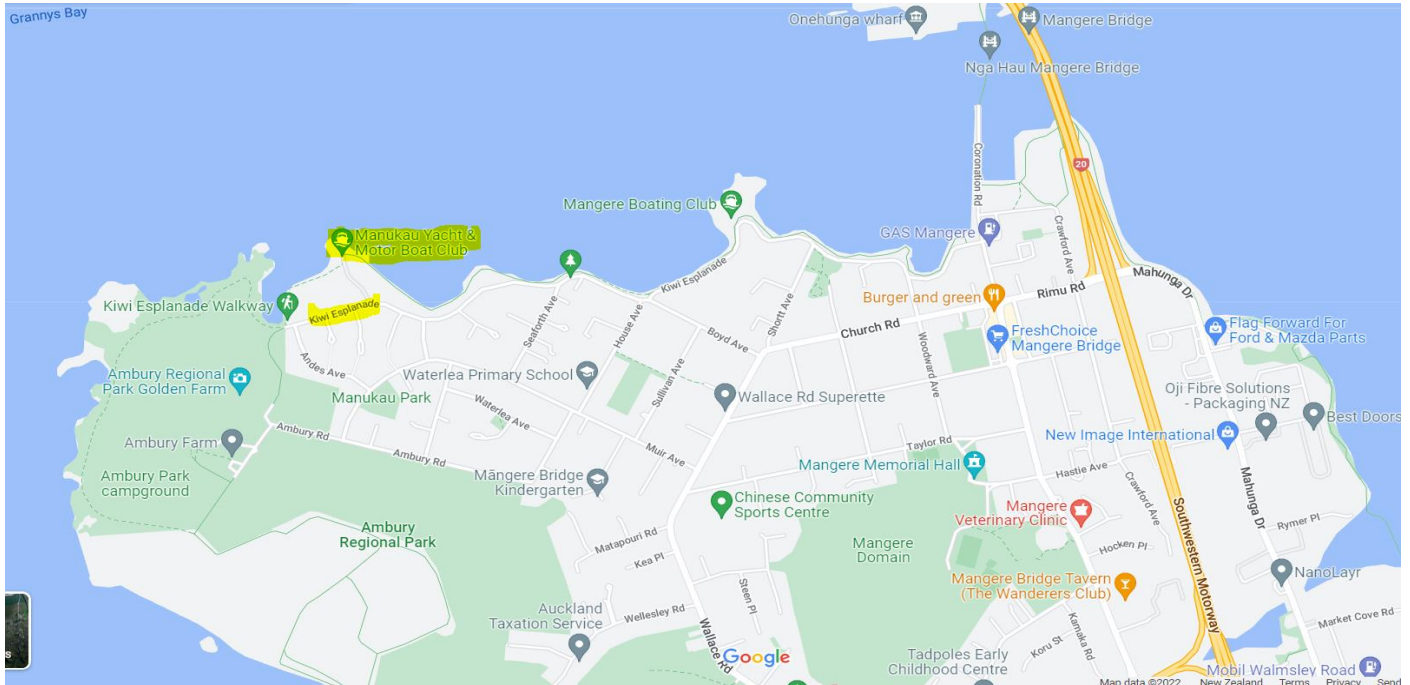 Grannys Bay
Onehunga wharf
Mangere Bridge
Nga Hau Mangere Bridge
Coronation Rd
20
Mangere Boating Club
GAS Mangere
Crawford Ave
Manukau Yacht &
Motor Boat Club
Kiwi Esplanade
Mahunga Dr
Kiwi Esplanade Walkway
Kiwi Esplanade
Burger and green
Rimu Rd
Seaforth Ave
House Ave
Boyd Ave
Shortt Ave
Church Rd
Woodward Ave
FreshChoice
Mangere Bridge
Flag Forward For
Ford & Mazda Parts
Andes Ave
Ambury Regional
Park Golden Farm
Waterlea Primary School
Sullivan Ave
Manukau Park
Wallace Rd Superette
Oji Fibre Solutions
- Packaging NZ
Best Doors
Waterlea Ave
Ambury Farm
Ambury Rd
Ambury Rd
Muir Ave
Taylor Rd
New Image International
Mangere Memorial Hall
Hastie Ave
Crawford Ave
Mahunga Dr
Ambury Park
campground
Māngere Bridge
Kindergarten
Chinese Community
Sports Centre
Mangere
Veterinary Clinic
Southwestern Motorway
Rymer Pl
Ambury
Regional Park
Matapouri Rd
Kea Pl
Mangere
Domain
Hocken Pl
NanoLayr
Mangere Bridge Tavern
(The Wanderers Club)
Steen Pl
Auckland
Taxation Service
Wellesley Rd
Wallace Rd
Kamaka Rd
Koru St
Market Cove Rd
Tadpoles Early
Childhood Centre
Mobil Walmsley Road
s
Google
Map data ©2022 New Zealand Terms Privacy Send